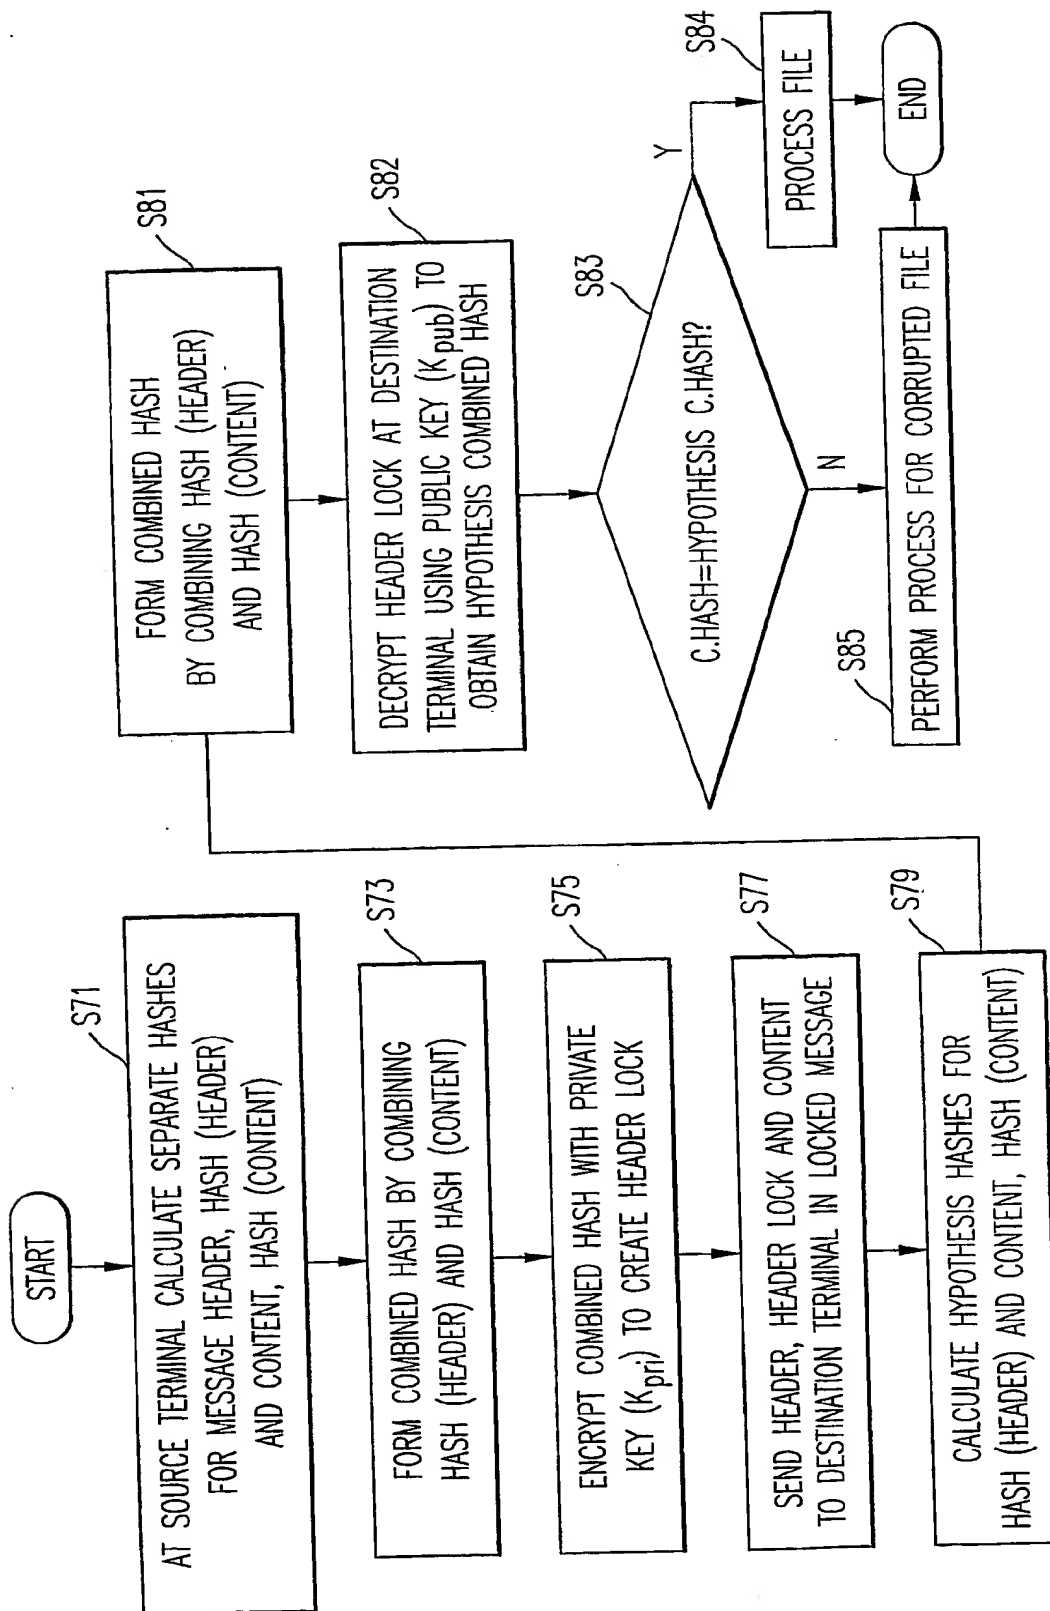 START
S71
AT SOURCE TERMINAL CALCULATE SEPARATE HASHES
FOR MESSAGE HEADER, HASH (HEADER)
AND CONTENT, HASH (CONTENT)
S73
FORM COMBINED HASH BY COMBINING
HASH (HEADER) AND HASH (CONTENT)
S75
ENCRYPT COMBINED HASH WITH PRIVATE
KEY (Kpri) TO CREATE HEADER LOCK
S77
SEND HEADER, HEADER LOCK AND CONTENT
TO DESTINATION TERMINAL IN LOCKED MESSAGE
S79
CALCULATE HYPOTHESIS HASHES FOR
HASH (HEADER) AND CONTENT, HASH (CONTENT)
S81
FORM COMBINED HASH
BY COMBINING HASH (HEADER)
AND HASH (CONTENT)
S82
DECRYPT HEADER LOCK AT DESTINATION
TERMINAL USING PUBLIC KEY (Kpub) TO
OBTAIN HYPOTHESIS COMBINED HASH
S83
C.HASH=HYPOTHESIS C.HASH?
Y
N
S84
PROCESS FILE
S85
PERFORM PROCESS FOR CORRUPTED FILE
END